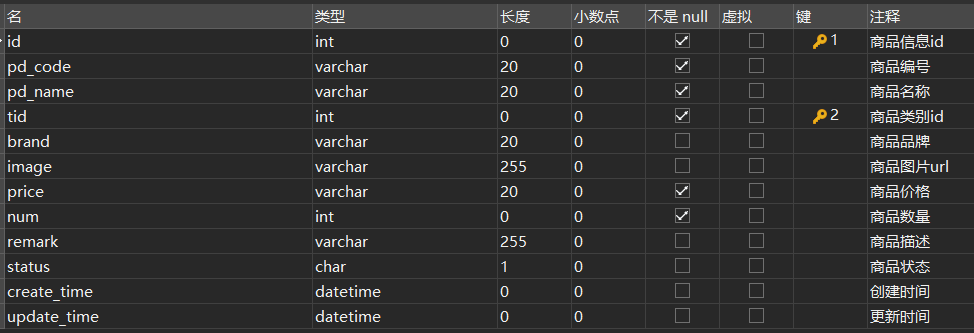 名 类型 长度 小数点 不是 null 虚拟 键 注释
id int 0 0 1 商品信息id
pd_code varchar 20 0 商品编号
pd_name varchar 20 0 商品名称
tid int 0 0 2 商品类别id
brand varchar 20 0 商品品牌
image varchar 255 0 商品图片url
price varchar 20 0 商品价格
num int 0 0 商品数量
remark varchar 255 0 商品描述
status char 1 0 商品状态
create_time datetime 0 0 创建时间
update_time datetime 0 0 更新时间